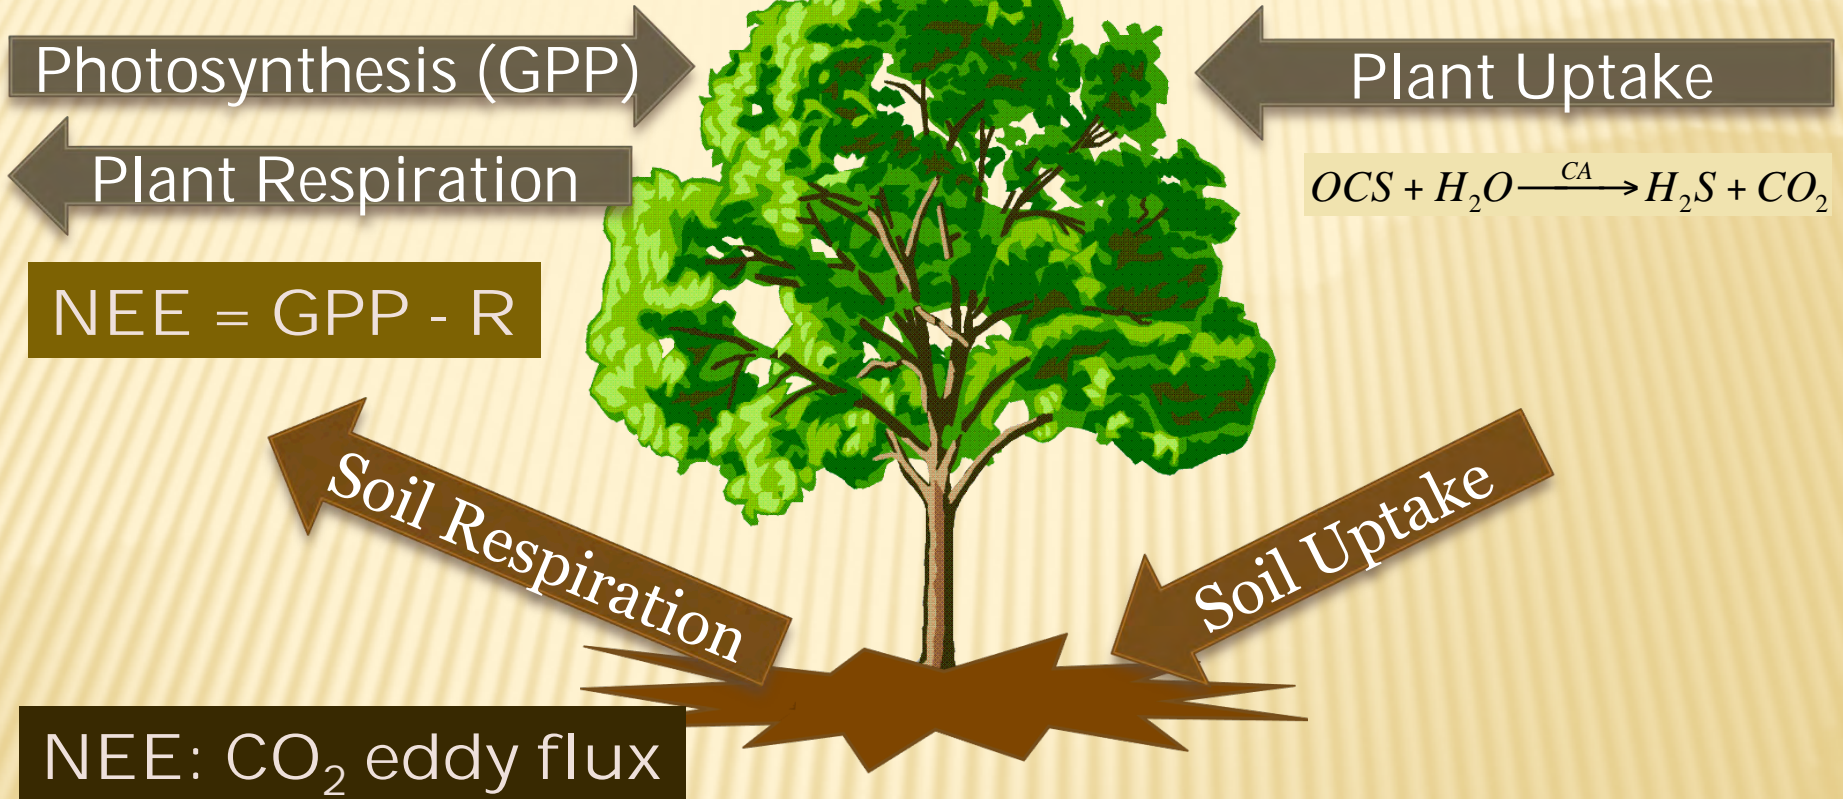 Photosynthesis (GPP)
Plant Respiration
NEE = GPP - R
Soil Respiration
NEE: CO₂ eddy flux
Plant Uptake
OCS + H₂O —CA→ H₂S + CO₂
Soil Uptake